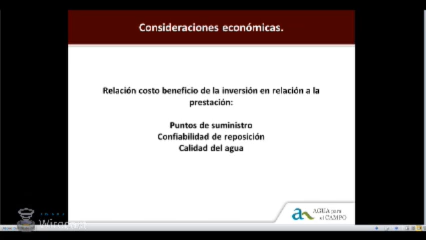 Consideraciones económicas.
Relación costo beneficio de la inversión en relación a la
prestación:
Puntos de suministro
Confiabilidad de reposición
Calidad del agua
AGUA para
el CAMPO